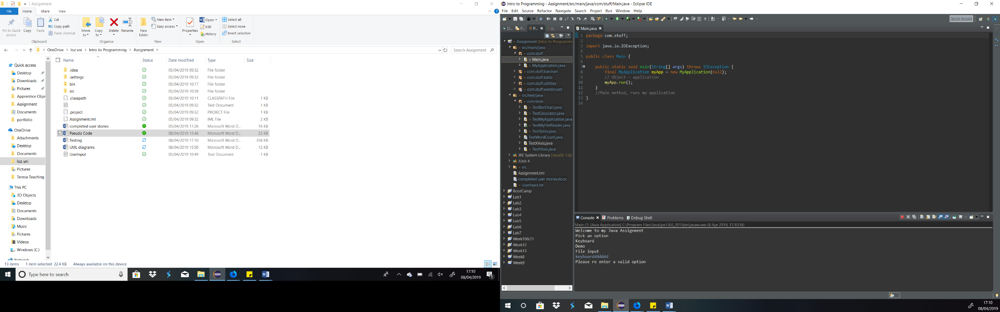 Assignment
File Home Share View
Pin to Quick access
Copy
Paste
Cut
Copy path
Paste shortcut
Clipboard
Move to
Copy to
Delete
Rename
Organise
New folder
New item
Easy access
New
Properties
Open
Edit
History
Open
Select all
Select none
Invert selection
Select
OneDrive > loz uni > Intro to Programming > Assignment >
Search Assignment
Quick access
Desktop
Downloads
Pictures
Apprentice Obje
Assignment
Documents
portfolio
OneDrive
Attachments
Desktop
Documents
loz uni
Pictures
Teresa Teaching
This PC
3D Objects
Desktop
Documents
Downloads
Music
Pictures
Videos
Windows (C:)
Network
Name Status Date modified Type Size
.idea 05/04/2019 09:32 File folder
.settings 05/04/2019 09:32 File folder
bin 05/04/2019 10:17 File folder
src 05/04/2019 10:39 File folder
.classpath 05/04/2019 10:11 CLASSPATH File 1 KB
05/04/2019 09:32 Text Document 1 KB
.project 05/04/2019 09:32 PROJECT File 1 KB
Assignment.iml 05/04/2019 09:32 IML File 2 KB
completed user stories 05/04/2019 17:26 Microsoft Word D... 16 KB
Pseudo Code 08/04/2019 15:48 Microsoft Word D... 23 KB
Testing 08/04/2019 17:10 Microsoft Word D... 358 KB
UML diagrams 08/04/2019 15:50 Microsoft Word D... 12 KB
UserInput 05/04/2019 10:49 Text Document 1 KB
13 items 1 item selected 22.4 KB Always available on this device
Type here to search
17:10
08/04/2019
1
Intro to Programming - Assignment/src/main/java/com/stuff/Main.java - Eclipse IDE
File Edit Source Refactor Navigate Search Project Run Window Help
Quick Access
D... P... P... J...
> Assignment [Intro to Programmi
> src/main/java
> com.stuff
> Main.java
> MyApplication.java
> com.stuff.barchart
> com.stuff.table
> com.stuff.utilities
> com.stuff.wordcount
> src/test/java
> com.tests
> TestBarChart.java
> TestCalculator.java
> TestMyApplication.java
> TestMyFileReader.java
> TestTable.java
TestWordCount.java
TestXAxis.java
> TestYAxis.java
JRE System Library [JavaSE-1.8]
JUnit 4
> src
Assignment.iml
completed user stories.docx
> UserInput.txt
BootCamp
Lab1
Lab2
Lab3
Lab4
Lab5
Lab6
Lab7
Week10&11
Week12
Week13
Week8
Week9
Main.java
1 package com.stuff;
2
3 import java.io.IOException;
4
5 public class Main {
6
7 public static void main(String[] args) throws IOException {
8 final MyApplication myApp = new MyApplication(null);
9 // Object - application
10 myApp.run();
11 }
12 //Main method, runs my application
13 }
14
Console Problems Debug Shell
Main (1) [Java Application] C:\Program Files\Java\jre1.8.0_201\bin\javaw.exe (8 Apr 2019, 17:10:18)
Welcome to my Java Assignment
Pick an option
Keyboard
Demo
File input
keyboarddddddd
Please re enter a valid option
17:10
08/04/2019